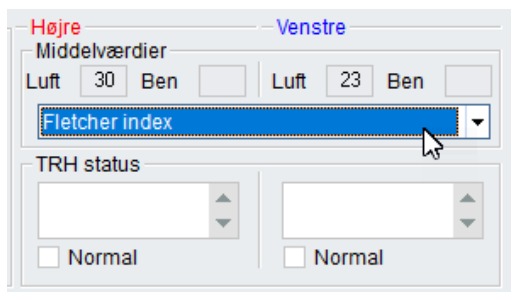 Højre Venstre
Middelværdier
Luft 30 Ben Luft 23 Ben
Fletcher index
TRH status
Normal Normal